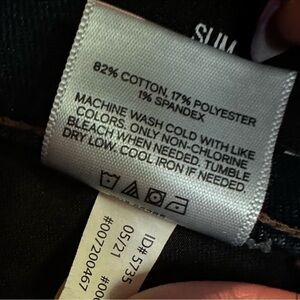 SLIM
82% COTTON, 17% POLYESTER
1% SPANDEX
MACHINE WASH COLD WITH LIKE
COLORS. ONLY NON-CHLORINE
BLEACH WHEN NEEDED. TUMBLE
DRY LOW. COOL IRON IF NEEDED.
ID# 5735
05/21
#007200467